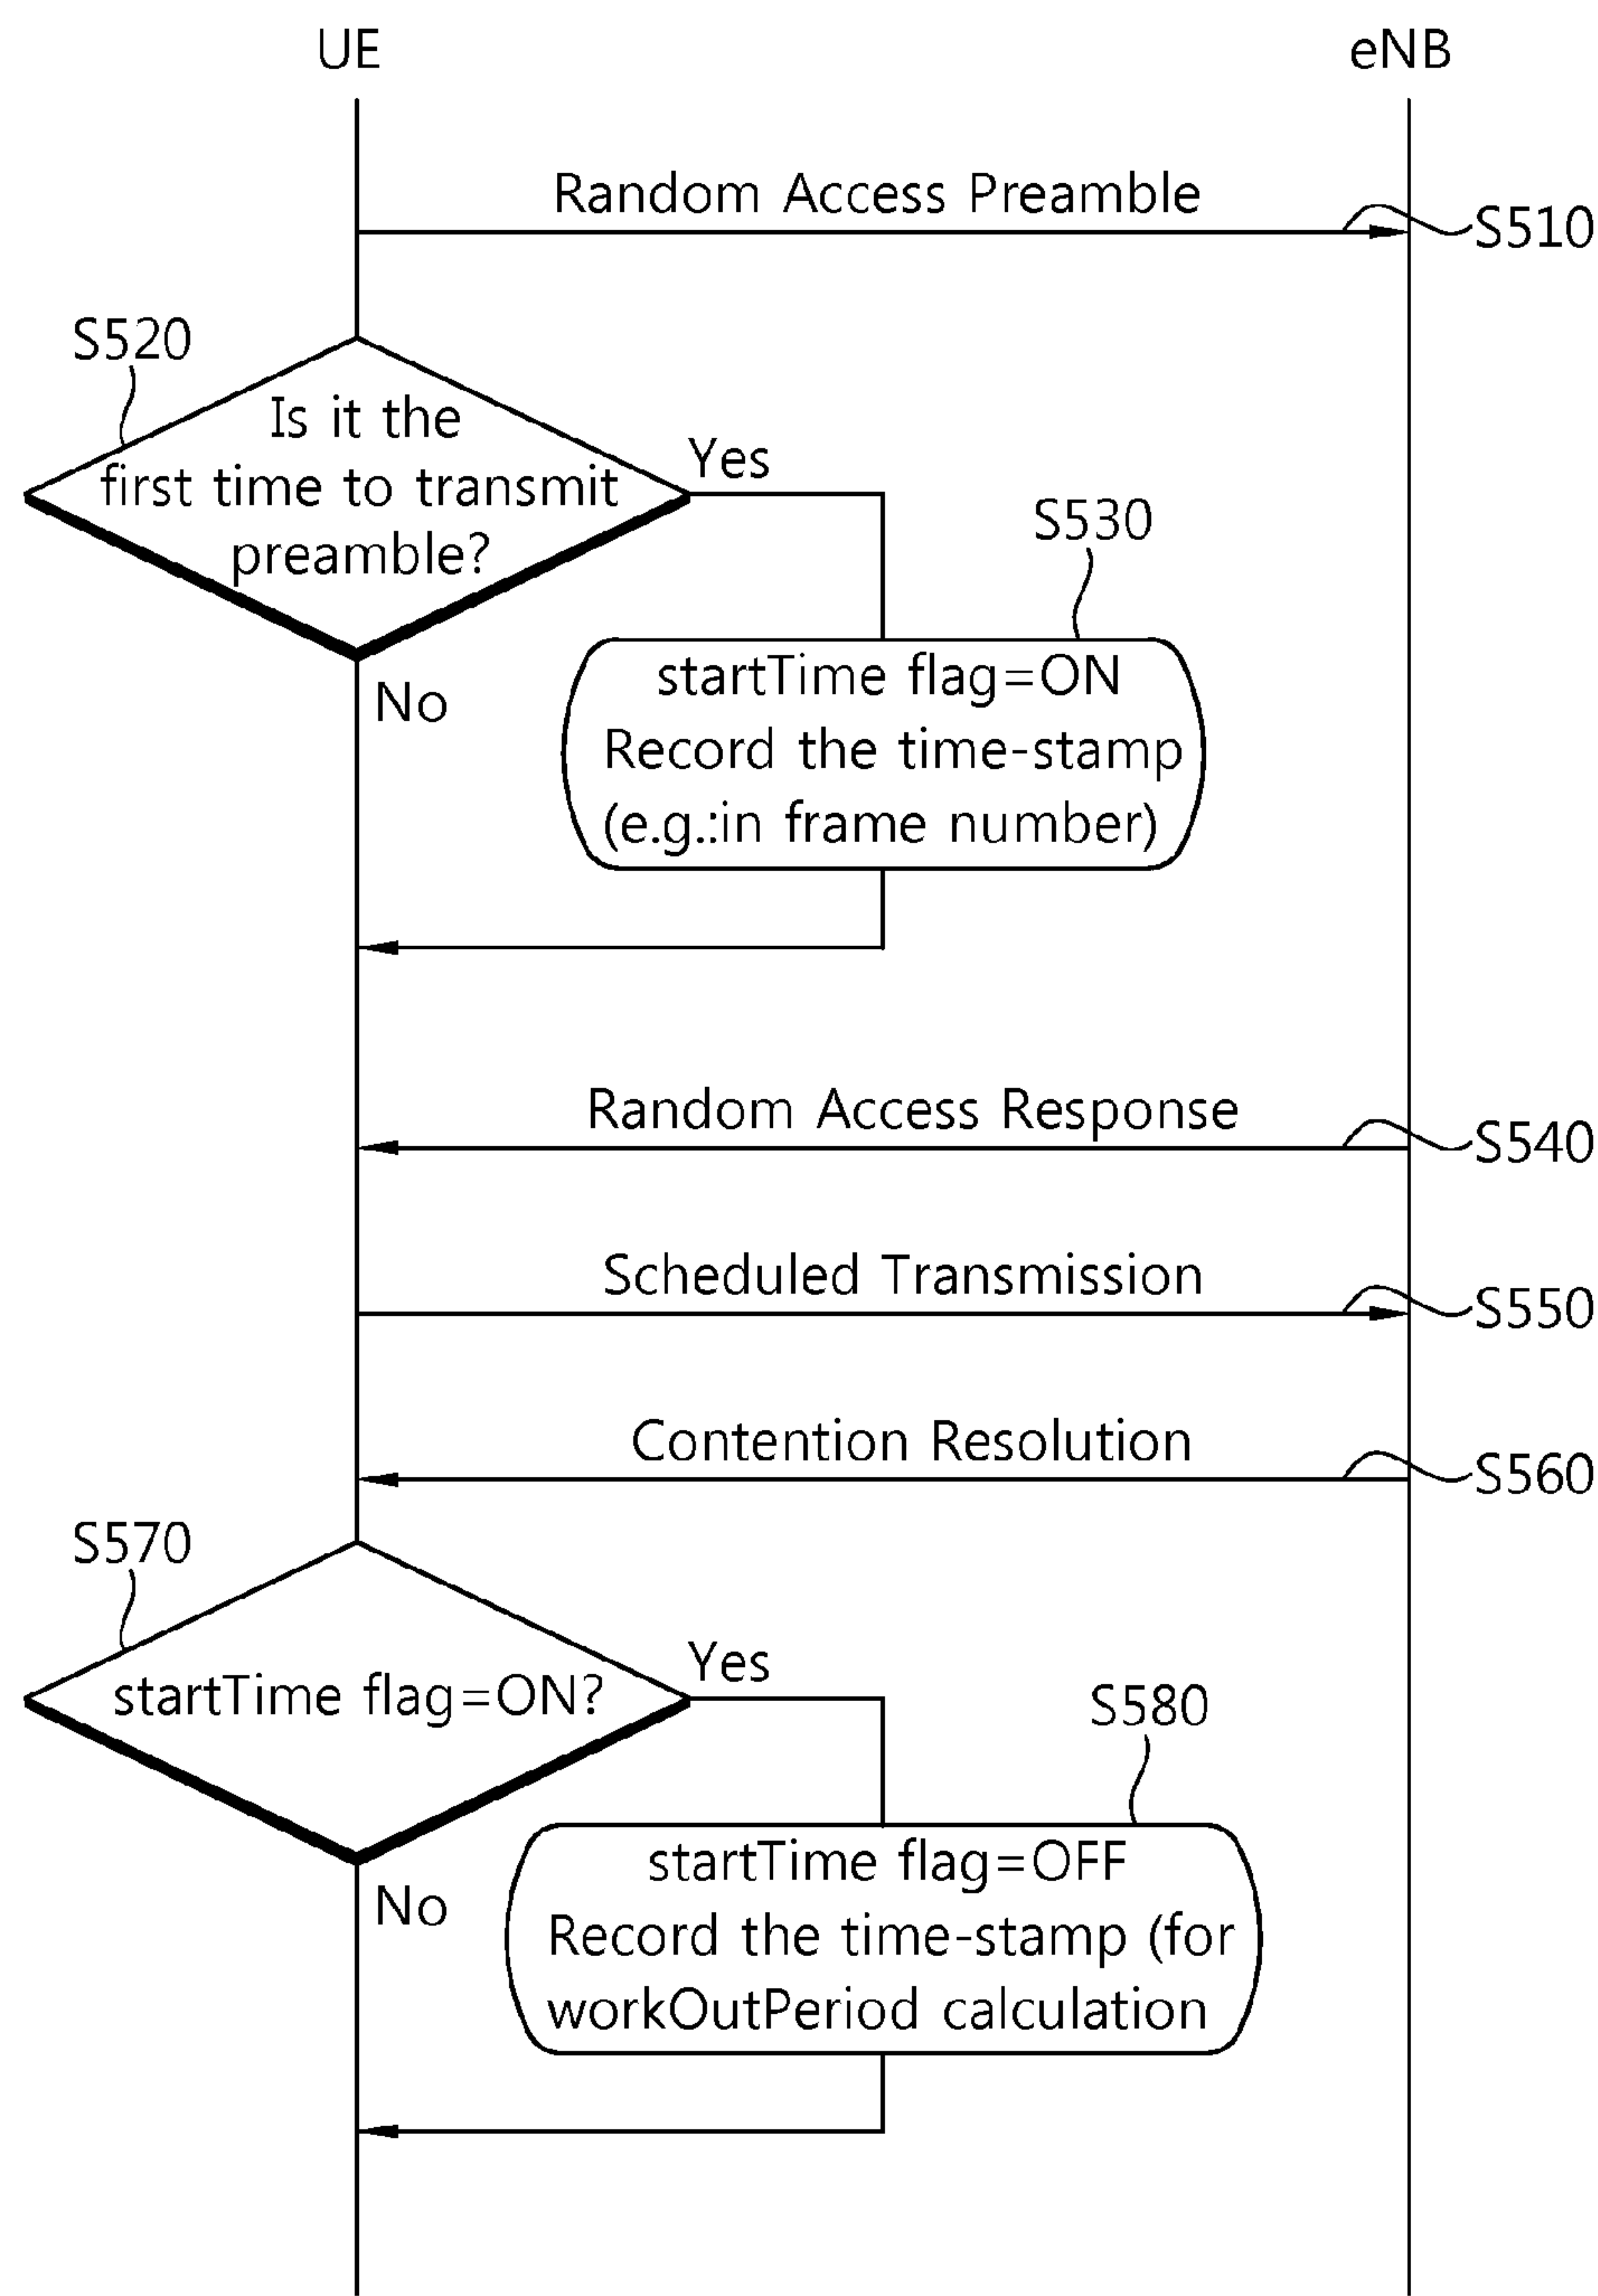 UE
eNB
Random Access Preamble
S510
S520
Is it the
first time to transmit
preamble?
Yes
No
S530
startTime flag=ON
Record the time-stamp
(e.g.:in frame number)
Random Access Response
S540
Scheduled Transmission
S550
Contention Resolution
S560
S570
startTime flag=ON?
Yes
No
S580
startTime flag=OFF
Record the time-stamp (for
workOutPeriod calculation